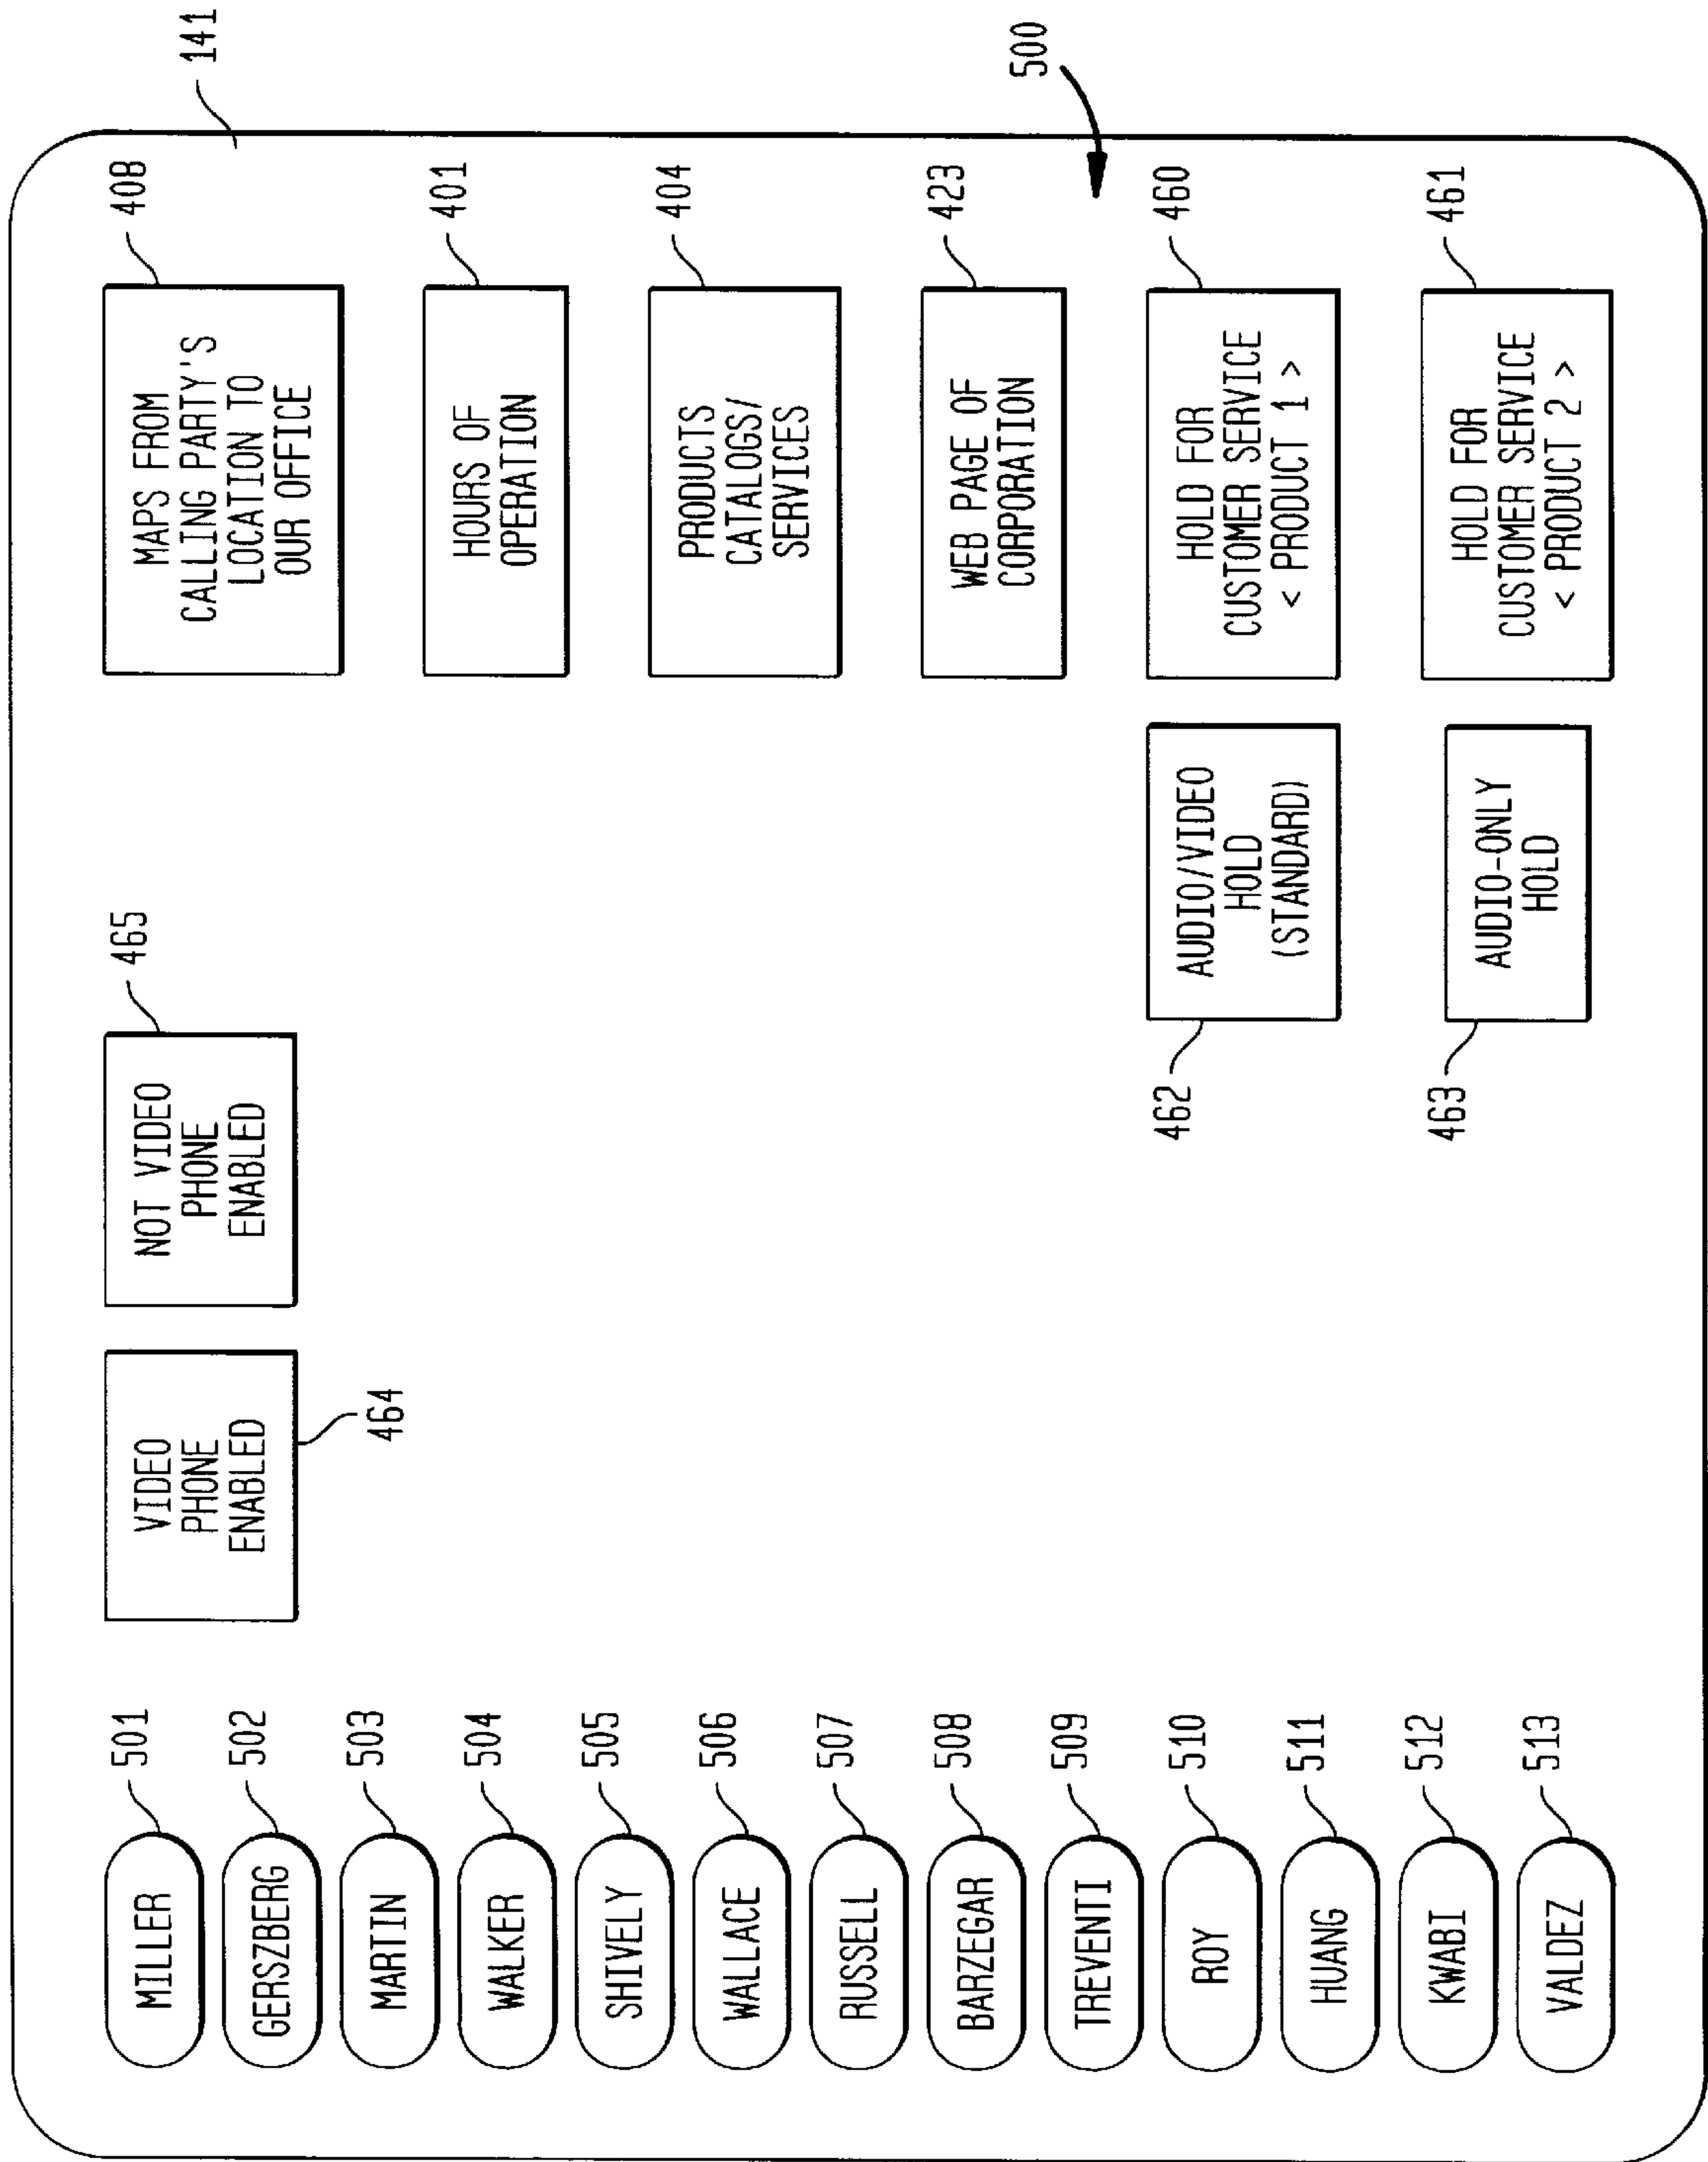 141
MILLER
501
GERSZBERG
502
MARTIN
503
WALKER
504
SHIVELY
505
WALLACE
506
RUSSELL
507
BARZEGAR
508
TREVENTI
509
ROY
510
HUANG
511
KWABI
512
VALDEZ
513
VIDEO
PHONE
ENABLED
464
NOT VIDEO
PHONE
ENABLED
465
MAPS FROM
CALLING PARTY'S
LOCATION TO
OUR OFFICE
408
HOURS OF
OPERATION
401
PRODUCTS
CATALOGS/
SERVICES
404
WEB PAGE OF
CORPORATION
423
500
462
AUDIO/VIDEO
HOLD
(STANDARD)
HOLD FOR
CUSTOMER SERVICE
< PRODUCT 1 >
460
463
AUDIO-ONLY
HOLD
HOLD FOR
CUSTOMER SERVICE
< PRODUCT 2 >
461